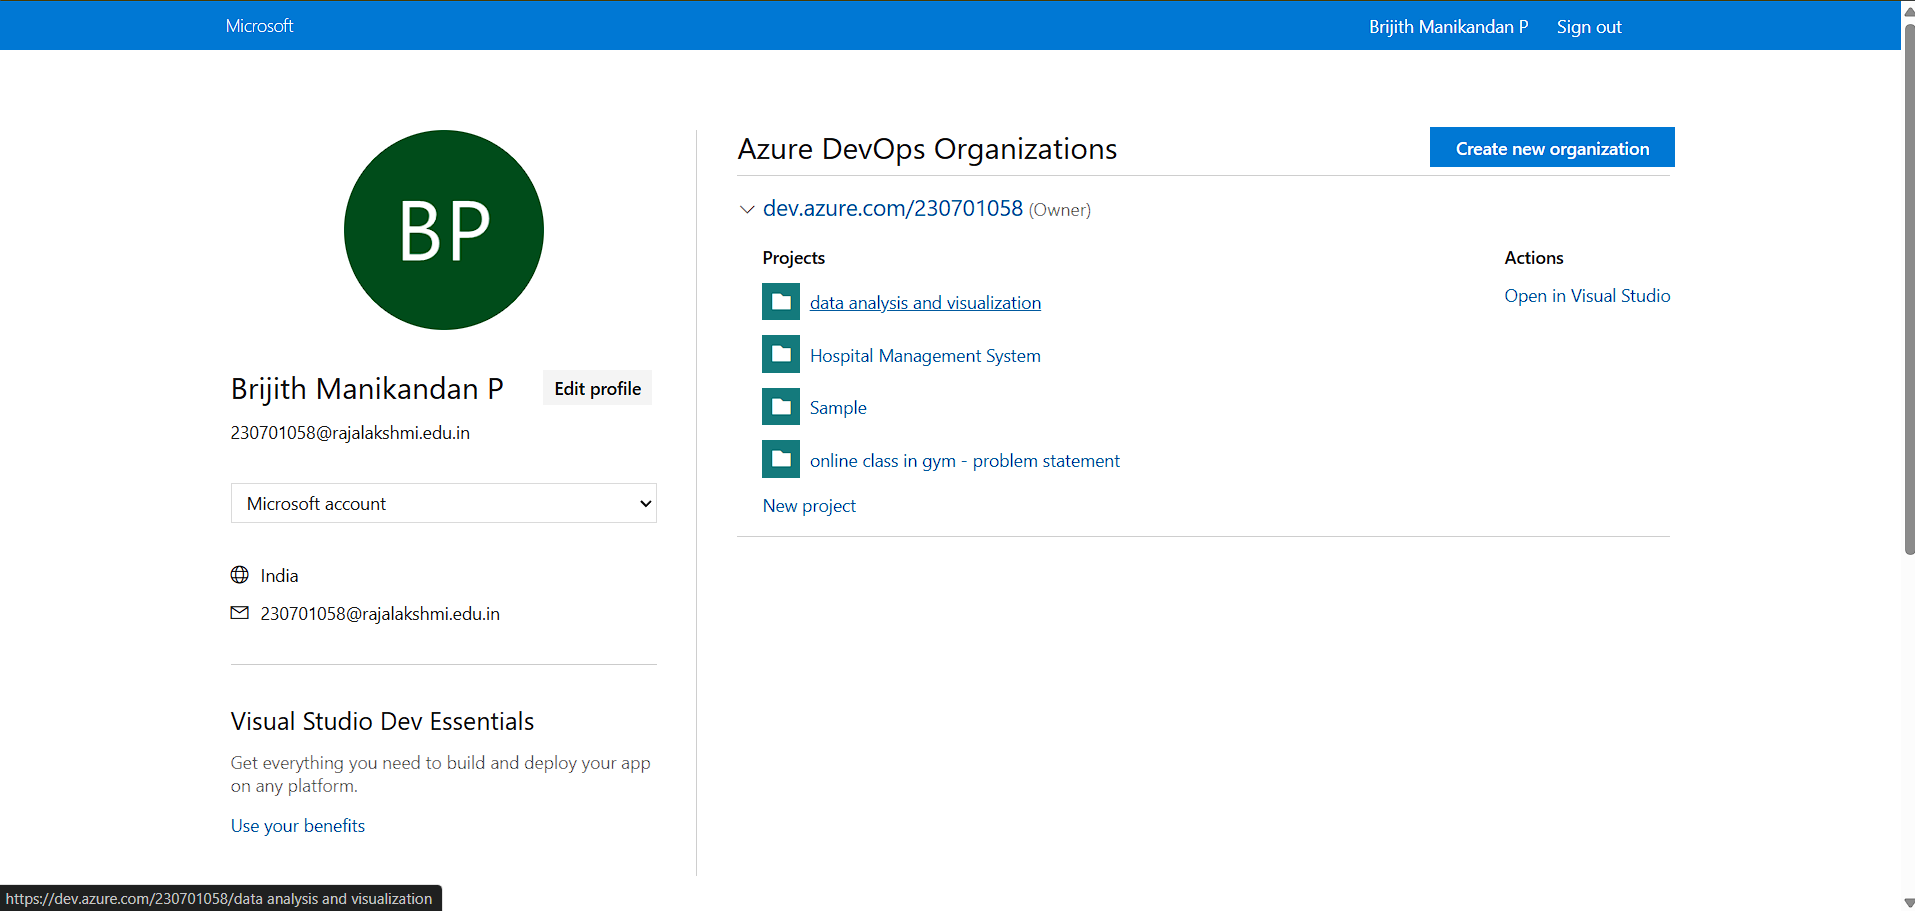 Microsoft
Brijith Manikandan P
Sign out
BP
Brijith Manikandan P
Edit profile
230701058@rajalakshmi.edu.in
Microsoft account
India
230701058@rajalakshmi.edu.in
Visual Studio Dev Essentials
Get everything you need to build and deploy your app
on any platform.
Use your benefits
Azure DevOps Organizations
Create new organization
dev.azure.com/230701058 (Owner)
Projects
Actions
data analysis and visualization
Open in Visual Studio
Hospital Management System
Sample
online class in gym - problem statement
New project
https://dev.azure.com/230701058/data analysis and visualization